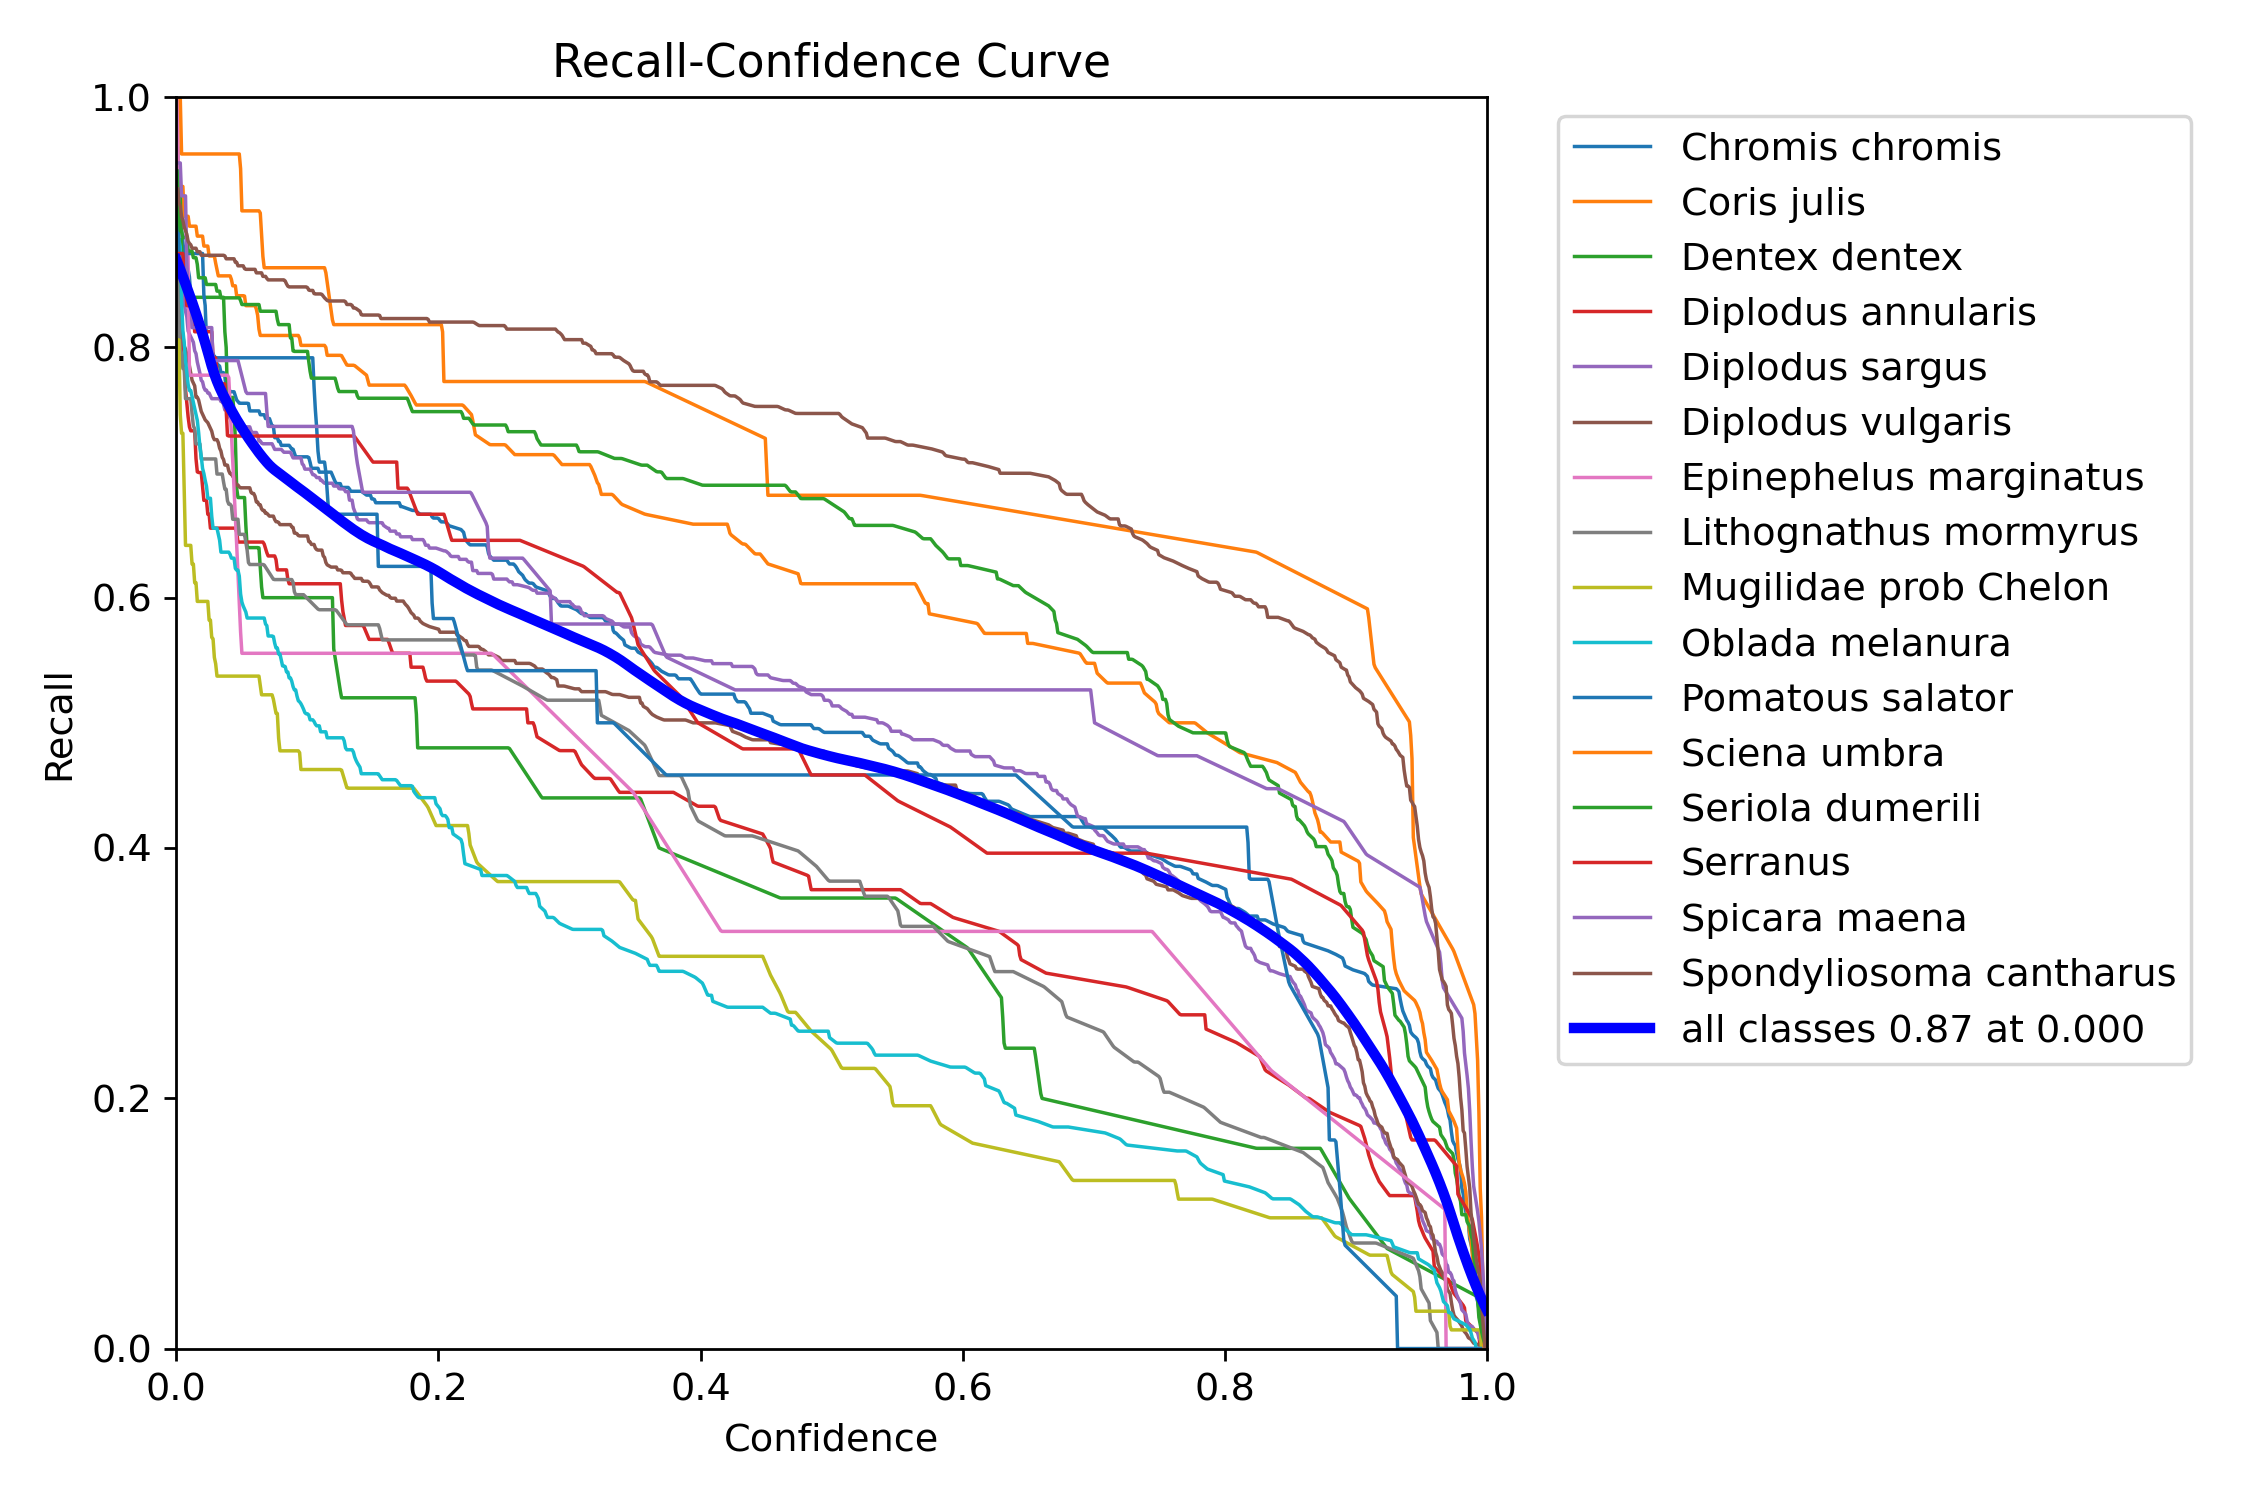 Recall-Confidence Curve
1.0
0.8
0.6
0.4
0.2
0.0
Recall
0.0 0.2 0.4 0.6 0.8 1.0
Confidence
Chromis chromis
Coris julis
Dentex dentex
Diplodus annularis
Diplodus sargus
Diplodus vulgaris
Epinephelus marginatus
Lithognathus mormyrus
Mugilidae prob Chelon
Oblada melanura
Pomatous salator
Sciena umbra
Seriola dumerili
Serranus
Spicara maena
Spondyliosoma cantharus
all classes 0.87 at 0.000